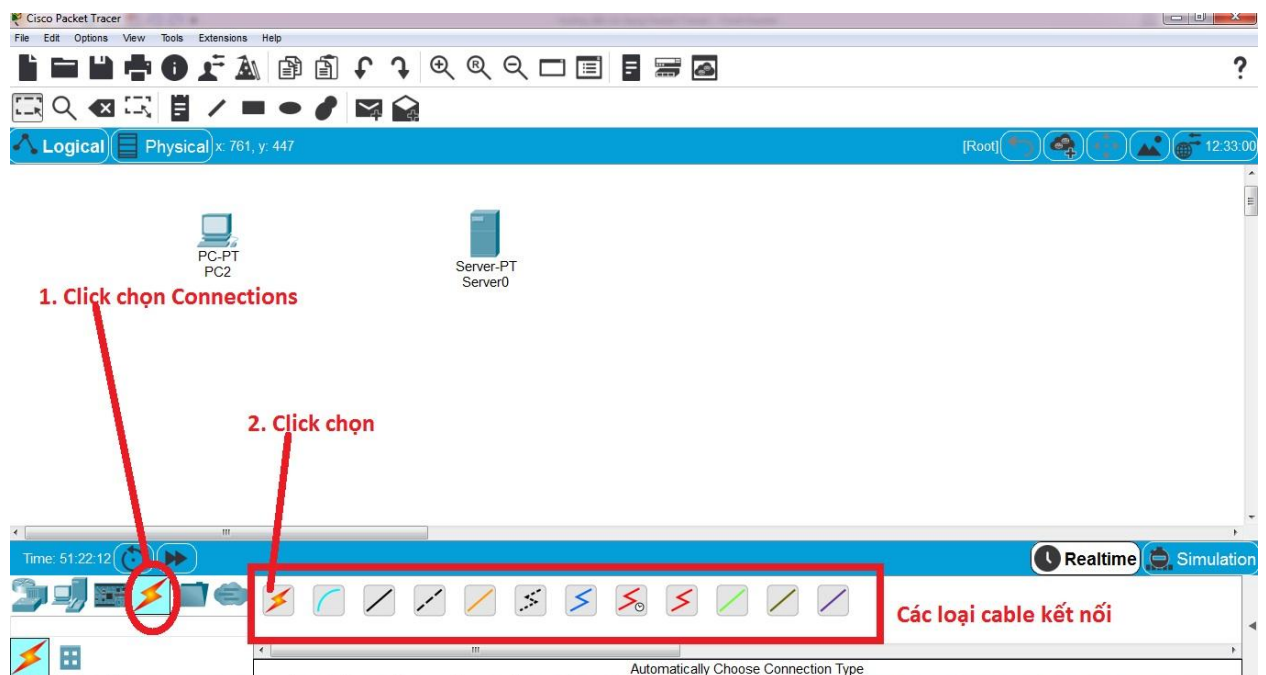 Cisco Packet Tracer
File Edit Options View Tools Extensions Help
?
Logical Physical x: 761, y: 447 [Root] 12:33:00
PC-PT
PC2
Server-PT
Server0
1. Click chọn Connections
2. Click chọn
Time: 51:22:12 Realtime Simulation
Các loại cable kết nối
Automatically Choose Connection Type